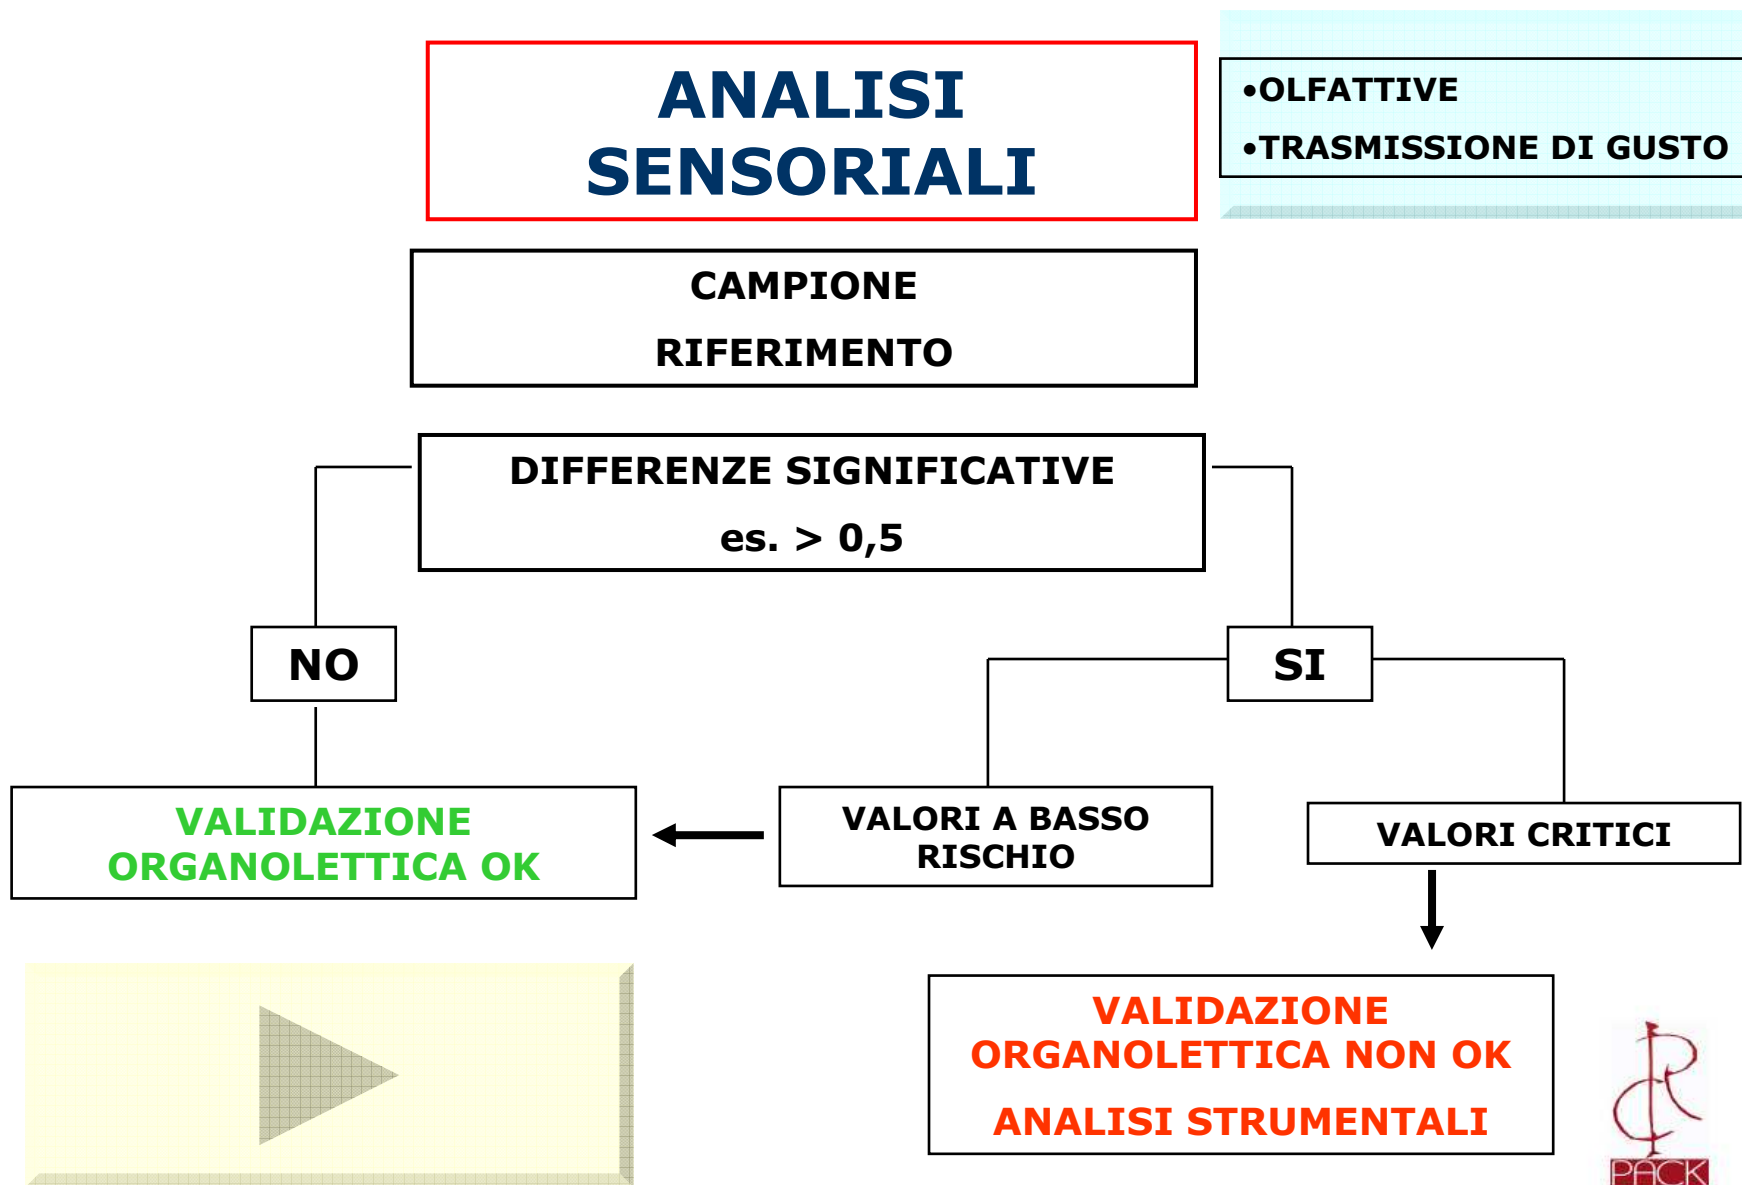 ANALISI
SENSORIALI
•OLFATTIVE
•TRASMISSIONE DI GUSTO
CAMPIONE
RIFERIMENTO
DIFFERENZE SIGNIFICATIVE
es. > 0,5
NO
SI
VALIDAZIONE
ORGANOLETTICA OK
VALORI A BASSO
RISCHIO
VALORI CRITICI
VALIDAZIONE
ORGANOLETTICA NON OK
ANALISI STRUMENTALI
PACK